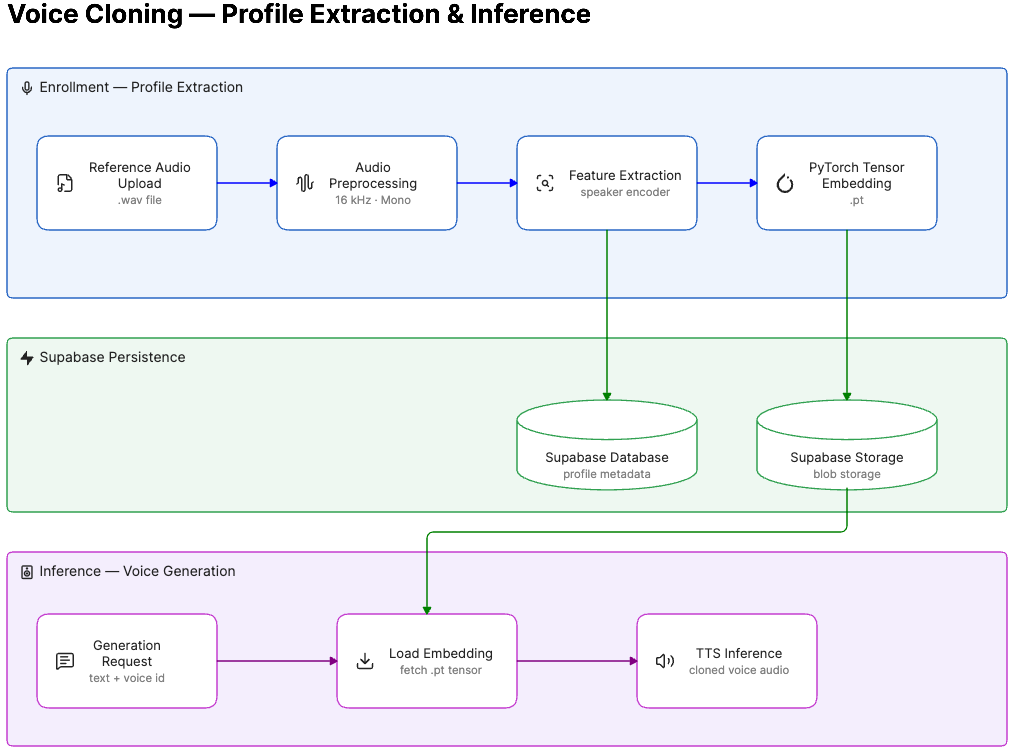 Voice Cloning — Profile Extraction & Inference
Enrollment — Profile Extraction
Reference Audio
Upload
.wav file
Audio
Preprocessing
16 kHz · Mono
Feature Extraction
speaker encoder
PyTorch Tensor
Embedding
.pt
Supabase Persistence
Supabase Database
profile metadata
Supabase Storage
blob storage
Inference — Voice Generation
Generation
Request
text + voice id
Load Embedding
fetch .pt tensor
TTS Inference
cloned voice audio